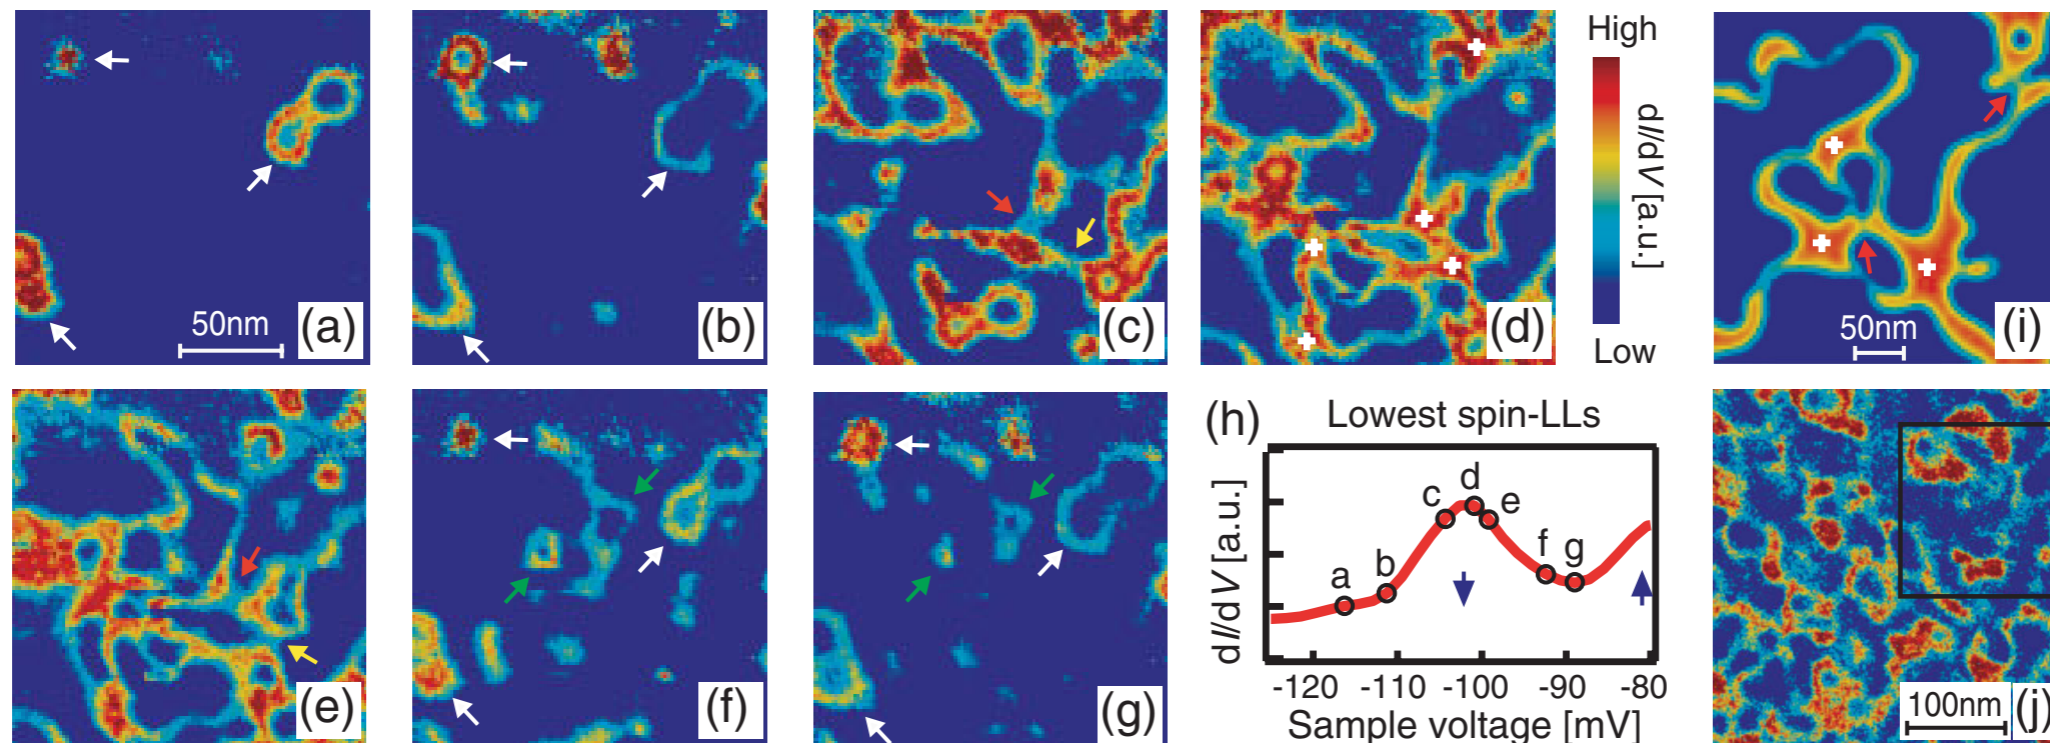 (a)
50nm
(b)
(c)
(d)
High
dI/dV [a.u.]
Low
(i)
50nm
(e)
(f)
(g)
(h)
Lowest spin-LLs
dI/dV [a.u.]
a
b
c
d
e
f
g
-120 -110 -100 -90 -80
Sample voltage [mV]
100nm
(j)